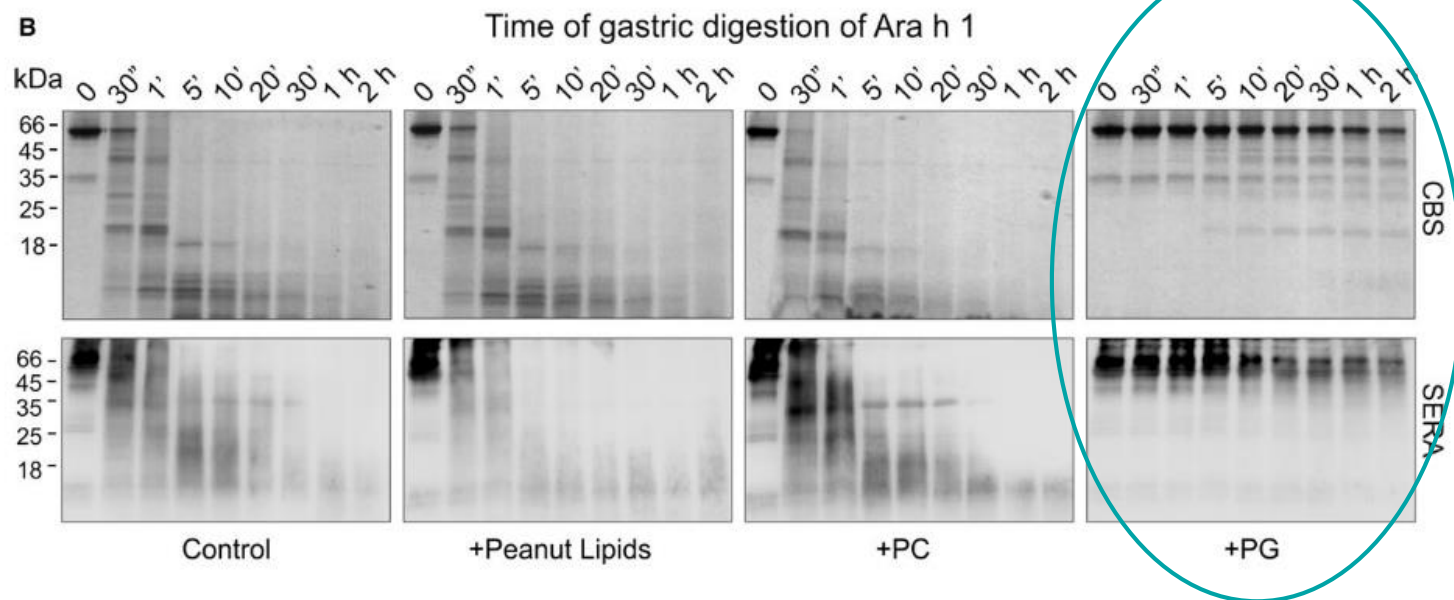 B
Time of gastric digestion of Ara h 1
kDa 0 30" 1' 5' 10' 20' 30' 1 h 2 h 0 30" 1' 5' 10' 20' 30' 1 h 2 h 0 30" 1' 5' 10' 20' 30' 1 h 2 h 0 30" 1' 5' 10' 20' 30' 1 h 2 h
66 -
45 -
35 -
25 -
18 -
CBS
66 -
45 -
35 -
25 -
18 -
SERA
Control +Peanut Lipids +PC +PG